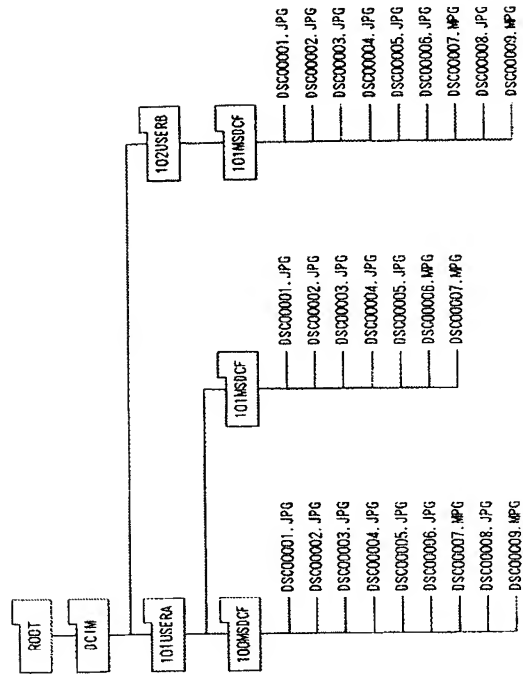 ROOT
DCIM
101USERA
100MSDCF
DSC00001.JPG
DSC00002.JPG
DSC00003.JPG
DSC00004.JPG
DSC00005.JPG
DSC00006.JPG
DSC00007.MPG
DSC00008.JPG
DSC00009.MPG
101MSDCF
DSC00001.JPG
DSC00002.JPG
DSC00003.JPG
DSC00004.JPG
DSC00005.JPG
DSC00006.MPG
DSC00007.MPG
102USERB
101MSDCF
DSC00001.JPG
DSC00002.JPG
DSC00003.JPG
DSC00004.JPG
DSC00005.JPG
DSC00006.JPG
DSC00007.MPG
DSC00008.JPG
DSC00009.MPG